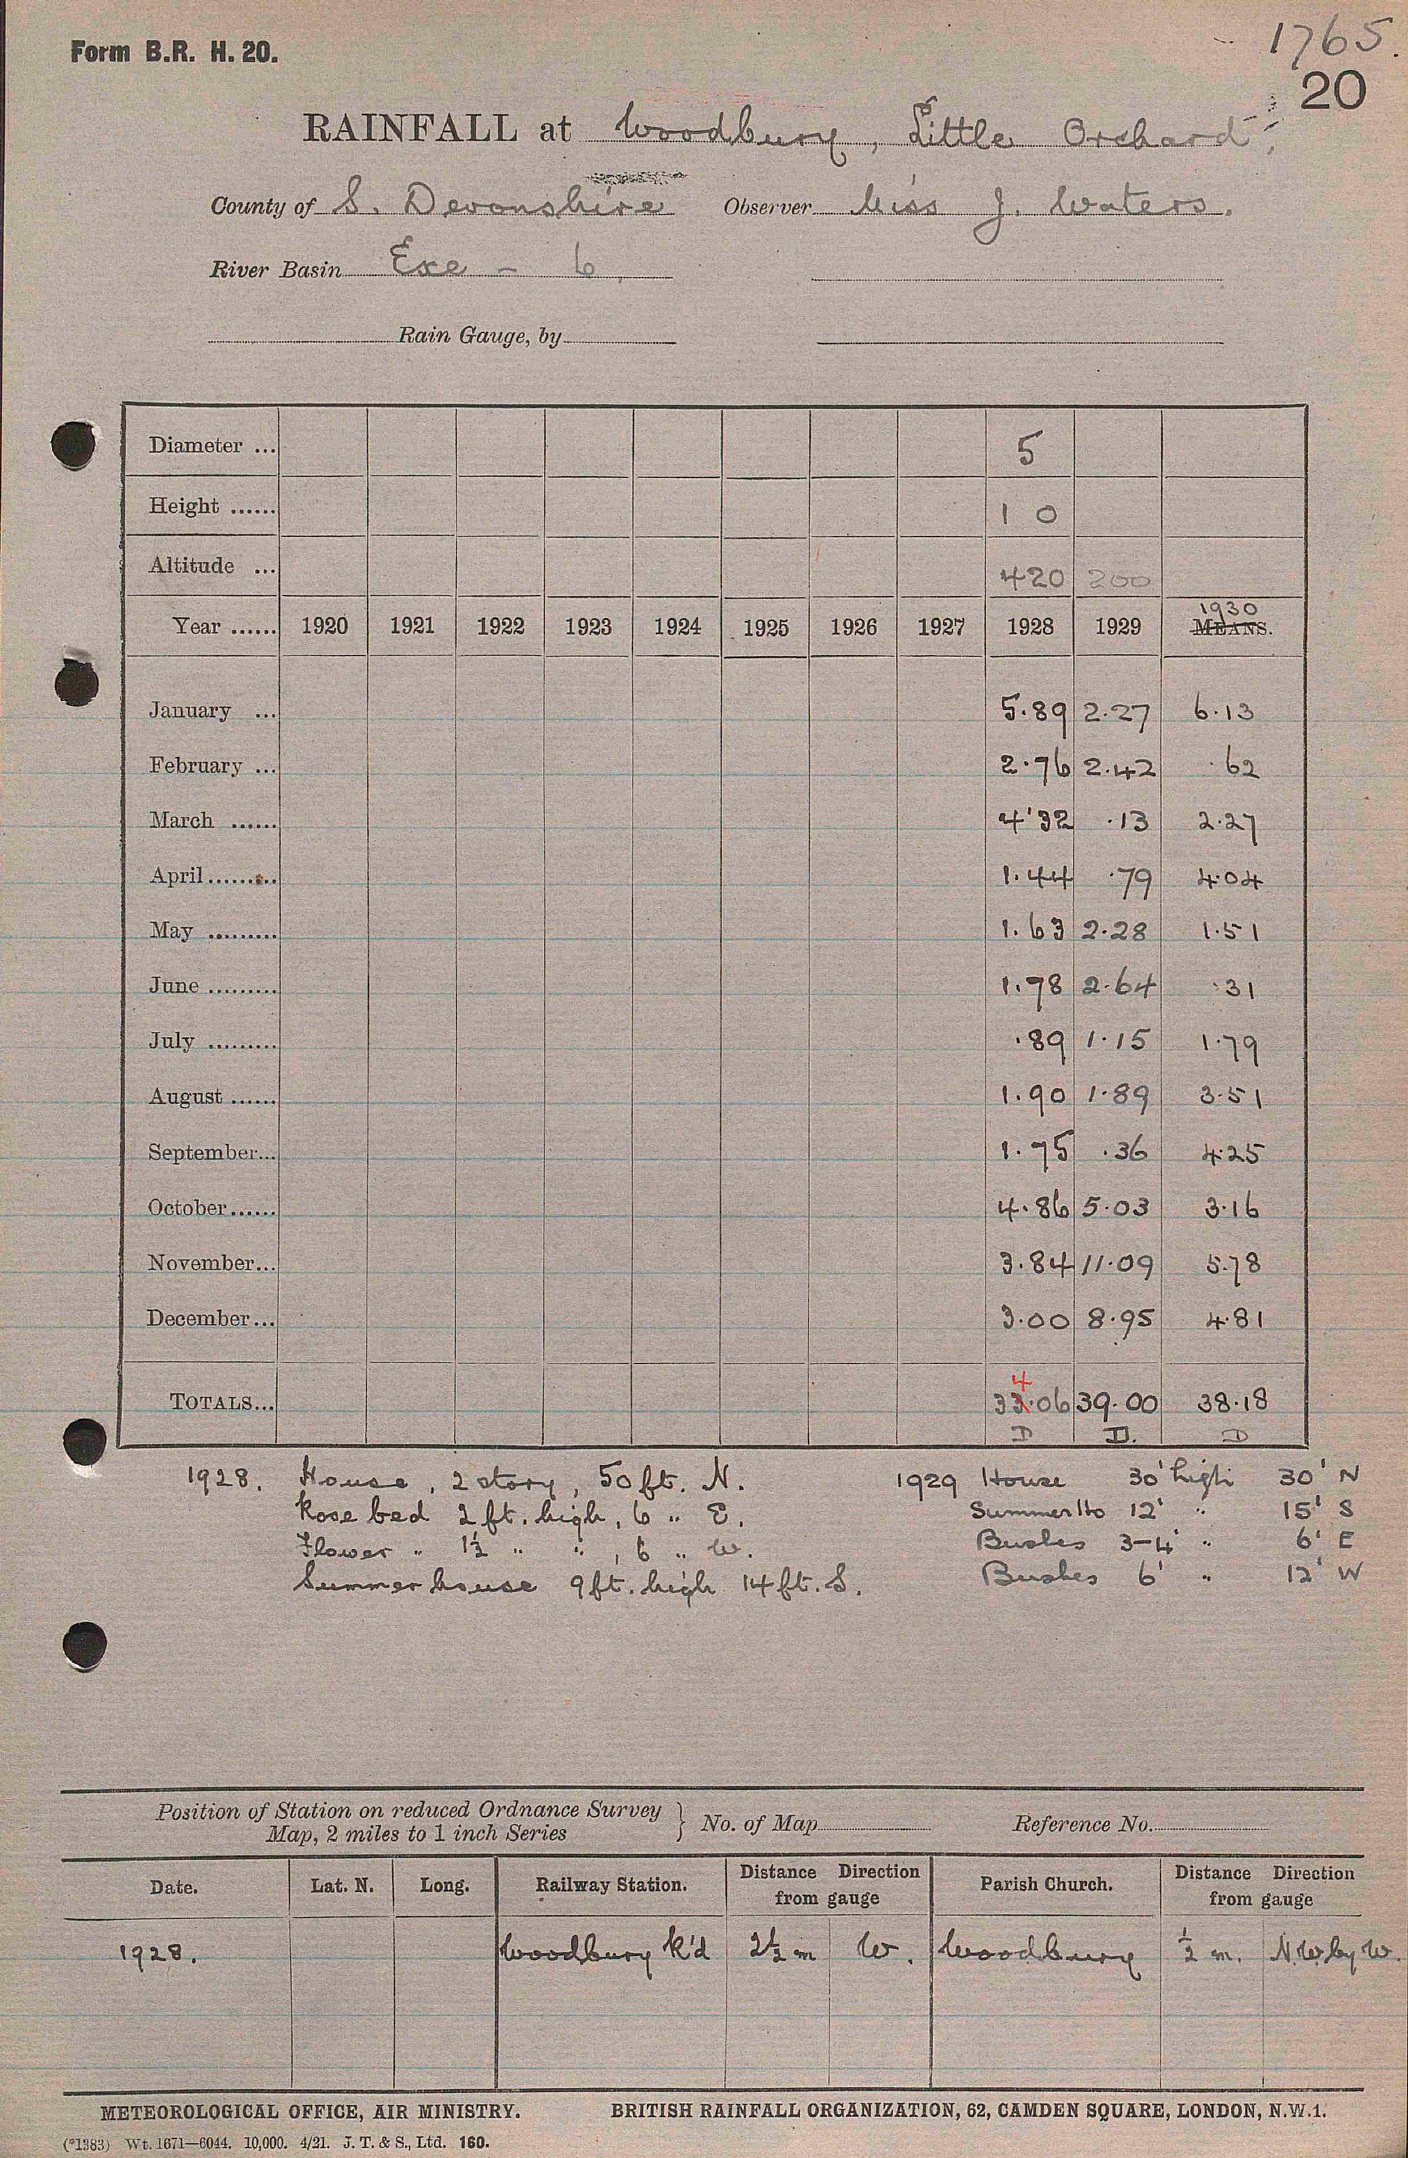 1765.
Form B.R. H. 20.
20
RAINFALL at Woodbury, Little Orchard,
County of S. Devonshire Observer Miss J. Waters.
River Basin Exe - 6
Rain Gauge, by
Diameter ... 5
Height ...... 1 0
Altitude ... 420 200
1930
Year ...... 1920 1921 1922 1923 1924 1925 1926 1927 1928 1929 MEANS.
January ... 5.89 2.27 6.13
February ... 2.76 2.42 .62
March ...... 4.32 .13 2.27
April ......... 1.44 .79 4.04
May ......... 1.63 2.28 1.51
June ......... 1.78 2.64 .31
July ......... .89 1.15 1.79
August ...... 1.90 1.89 3.51
September... 1.75 .36 4.25
October ...... 4.86 5.03 3.16
November... 3.84 11.09 5.78
December... 3.00 8.95 4.81
4
TOTALS... 33.06 39.00 38.18
D D. D
1928. House, 2 story, 50 ft. N. 1929 House 30' high 30' N
Rose bed 2 ft. high, 6 " E. Summer Ho 12' " 15' S
Flower " 1½ " " , 6 " W. Bushes 3-4' " 6' E
Summer house 9 ft. high 14 ft. S. Bushes 6' " 12' W
Position of Station on reduced Ordnance Survey
Map, 2 miles to 1 inch Series } No. of Map Reference No.
Date. Lat. N. Long. Railway Station. Distance Direction from gauge Parish Church. Distance Direction from gauge
1928. Woodbury R'd 2½ m W. Woodbury ½ m. N.W. by W.
METEOROLOGICAL OFFICE, AIR MINISTRY. BRITISH RAINFALL ORGANIZATION, 62, CAMDEN SQUARE, LONDON, N.W.1.
(*1383) Wt. 1671—6044. 10,000. 4/21. J. T. & S., Ltd. 160.